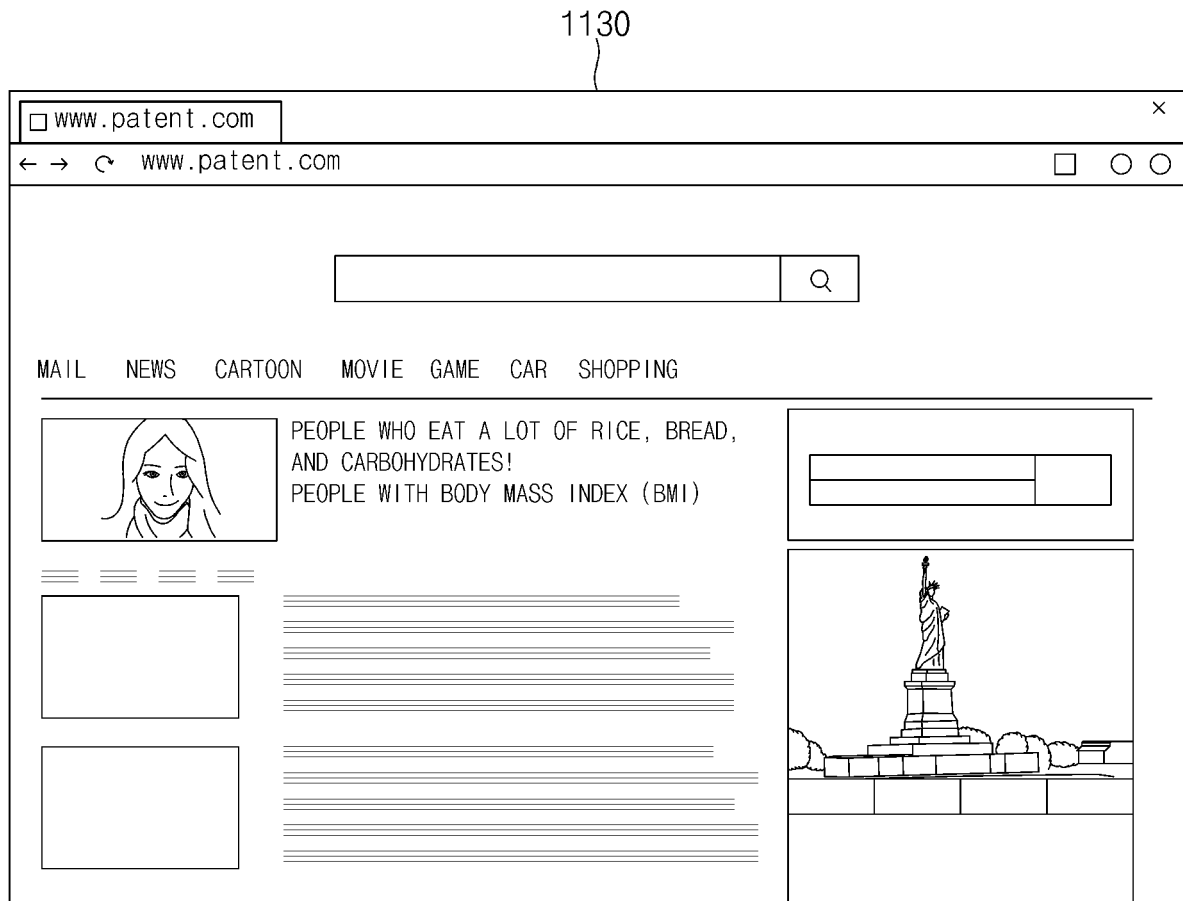 1130
www.patent.com
www.patent.com
MAIL NEWS CARTOON MOVIE GAME CAR SHOPPING
PEOPLE WHO EAT A LOT OF RICE, BREAD,
AND CARBOHYDRATES!
PEOPLE WITH BODY MASS INDEX (BMI)